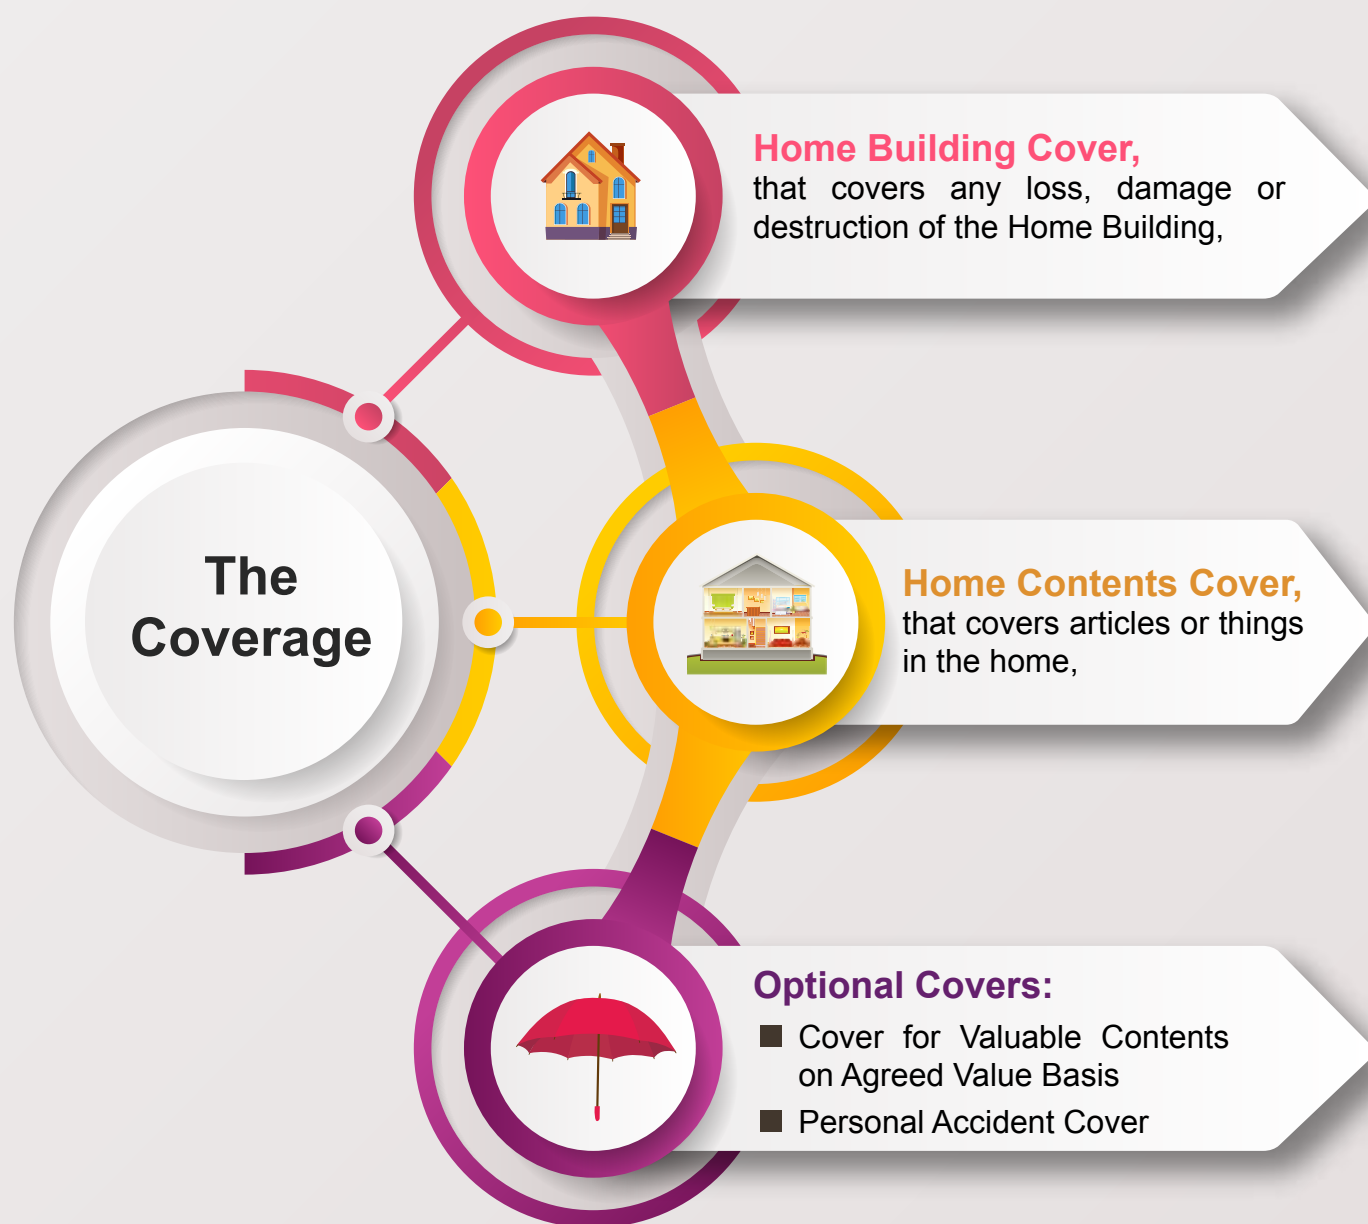 The
Coverage
Home Building Cover,
that covers any loss, damage or
destruction of the Home Building,
Home Contents Cover,
that covers articles or things
in the home,
Optional Covers:
Cover for Valuable Contents
on Agreed Value Basis
Personal Accident Cover